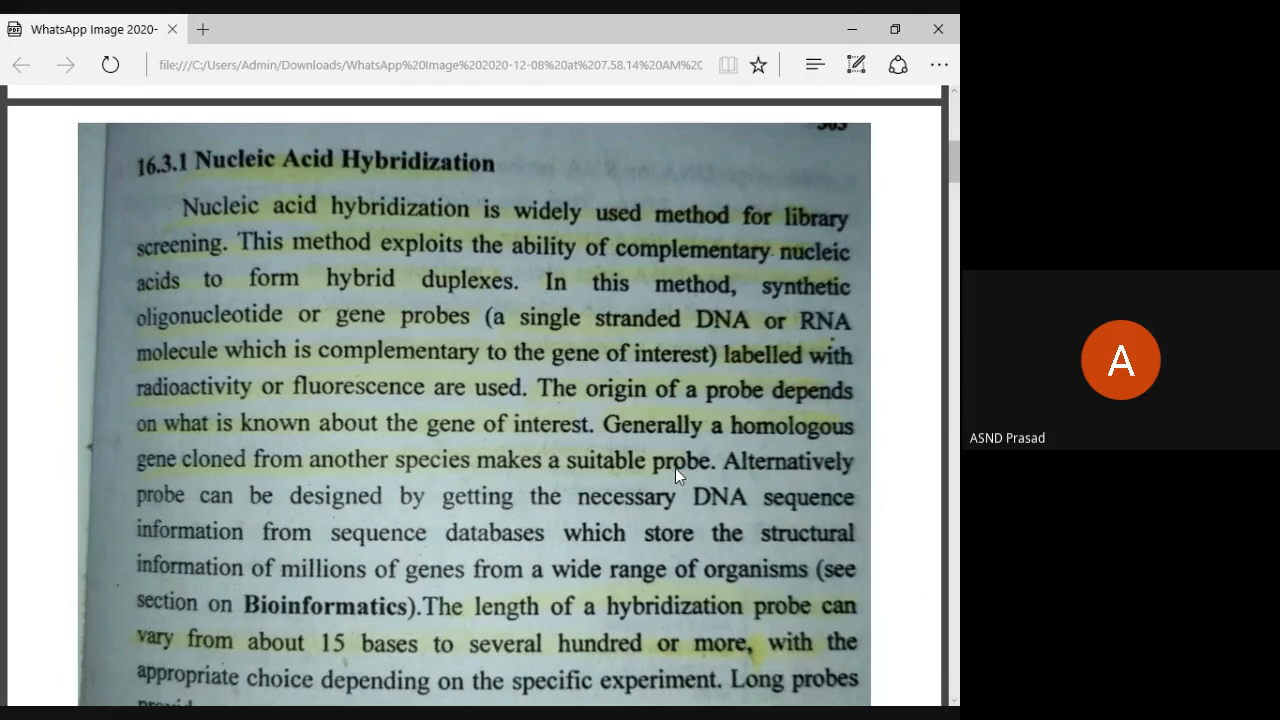 WhatsApp Image 2020-
file:///C:/Users/Admin/Downloads/WhatsApp%20Image%202020-12-08%20at%207.58.14%20AM%2C
303
16.3.1 Nucleic Acid Hybridization
Nucleic acid hybridization is widely used method for library
screening. This method exploits the ability of complementary nucleic
acids to form hybrid duplexes. In this method, synthetic
oligonucleotide or gene probes (a single stranded DNA or RNA
molecule which is complementary to the gene of interest) labelled with
radioactivity or fluorescence are used. The origin of a probe depends
on what is known about the gene of interest. Generally a homologous
gene cloned from another species makes a suitable probe. Alternatively
probe can be designed by getting the necessary DNA sequence
information from sequence databases which store the structural
information of millions of genes from a wide range of organisms (see
section on Bioinformatics).The length of a hybridization probe can
vary from about 15 bases to several hundred or more, with the
appropriate choice depending on the specific experiment. Long probes
A
ASND Prasad